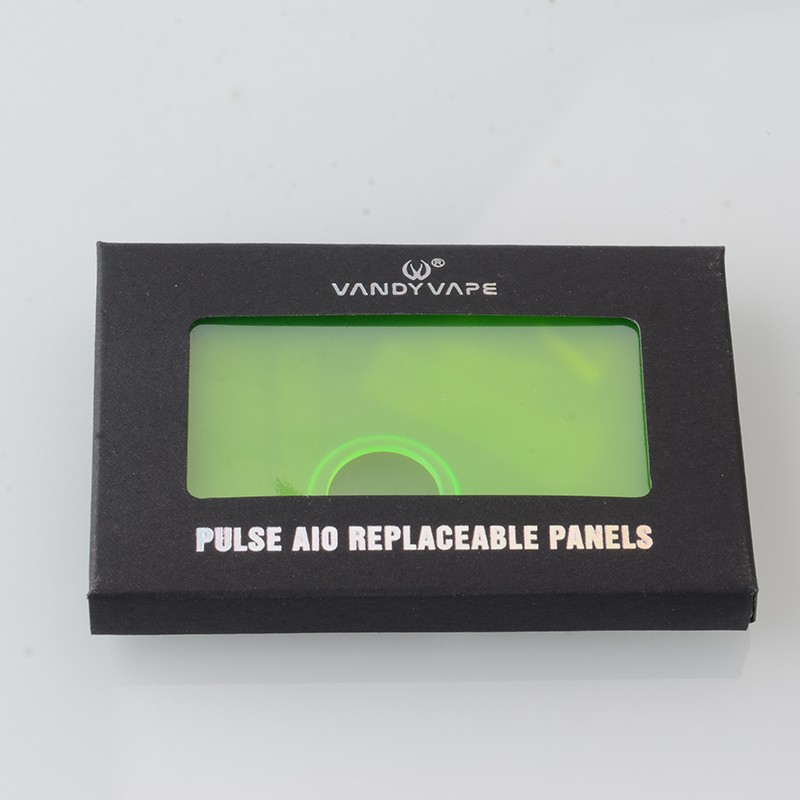 ®
VANDYVAPE
PULSE AIO REPLACEABLE PANELS